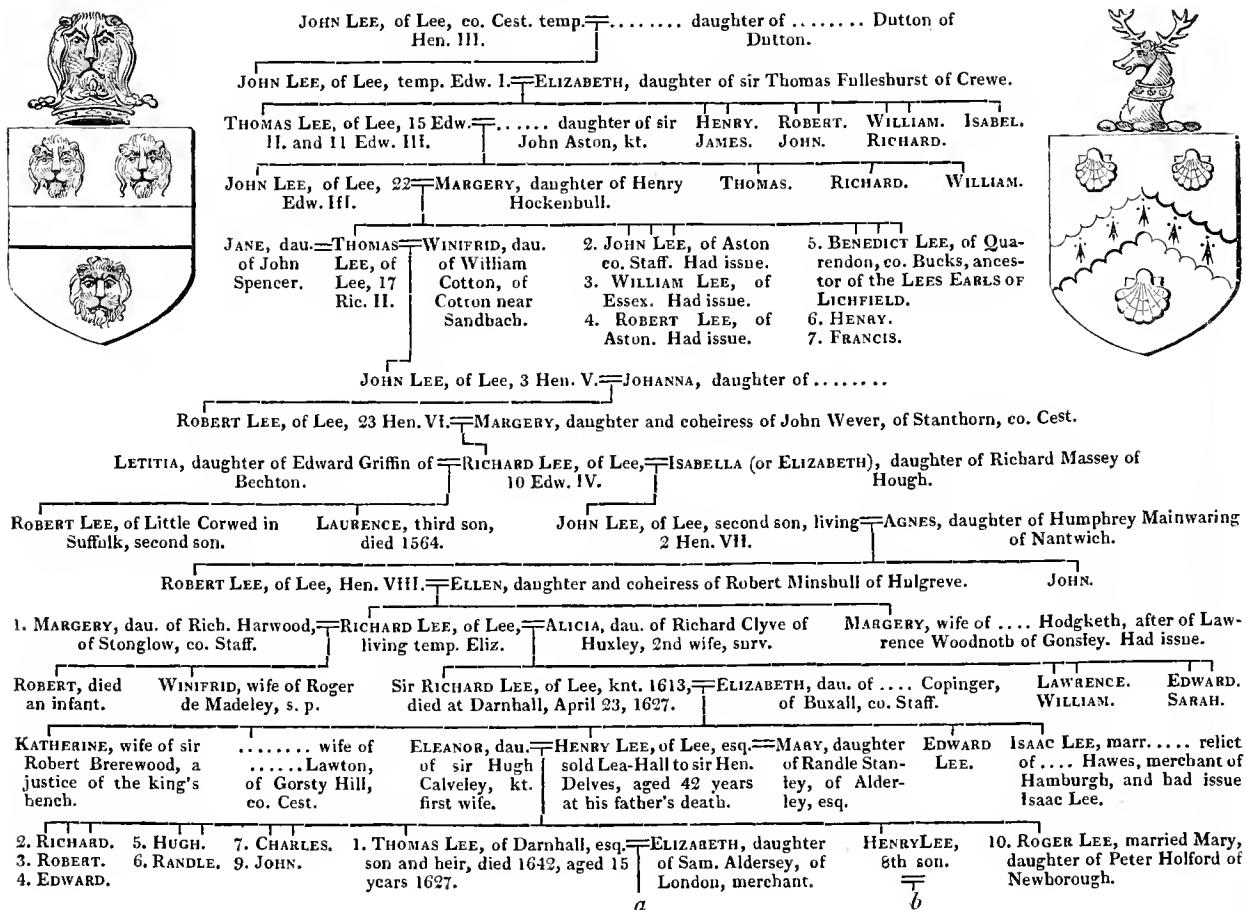 JOHN LEE, of Lee, co. Cest. temp. ........ daughter of ........ Dutton of
Hen. III. Dutton.
JOHN LEE, of Lee, temp. Edw. I. ELIZABETH, daughter of sir Thomas Fulleshurst of Crewe.
THOMAS LEE, of Lee, 15 Edw. ...... daughter of sir HENRY. ROBERT. WILLIAM. ISABEL.
II. and 11 Edw. III. John Aston, kt. JAMES. JOHN. RICHARD.
JOHN LEE, of Lee, 22 MARGERY, daughter of Henry THOMAS. RICHARD. WILLIAM.
Edw. III. Hockenbull.
JANE, dau.
of John
Spencer.
THOMAS
LEE, of
Lee, 17
Ric. II.
WINIFRID, dau.
of William
Cotton, of
Cotton near
Sandbach.
2. JOHN LEE, of Aston
co. Staff. Had issue.
3. WILLIAM LEE, of
Essex. Had issue.
4. ROBERT LEE, of
Aston. Had issue.
5. BENEDICT LEE, of Qua-
rendon, co. Bucks, ances-
tor of the LEES EARLS OF
LICHFIELD.
6. HENRY.
7. FRANCIS.
JOHN LEE, of Lee, 3 Hen. V. JOHANNA, daughter of ........
ROBERT LEE, of Lee, 23 Hen. VI. MARGERY, daughter and coheiress of John Wever, of Stanthorn, co. Cest.
LETITIA, daughter of Edward Griffin of RICHARD LEE, of Lee, ISABELLA (or ELIZABETH), daughter of Richard Massey of
Bechton. 10 Edw. IV. Hough.
ROBERT LEE, of Little Corwed in LAURENCE, third son, JOHN LEE, of Lee, second son, living AGNES, daughter of Humphrey Mainwaring
Suffulk, second son. died 1564. 2 Hen. VII. of Nantwich.
ROBERT LEE, of Lee, Hen. VIII. ELLEN, daughter and coheiress of Robert Minshull of Hulgreve. JOHN.
1. MARGERY, dau. of Rich. Harwood, RICHARD LEE, of Lee, ALICIA, dau. of Richard Clyve of MARGERY, wife of .... Hodgketh, after of Law-
of Stonglow, co. Staff. living temp. Eliz. Huxley, 2nd wife, surv. rence Woodnoth of Gonsley. Had issue.
ROBERT, died WINIFRID, wife of Roger Sir RICHARD LEE, of Lee, knt. 1613, ELIZABETH, dau. of .... Copinger, LAWRENCE. EDWARD.
an infant. de Madeley, s. p. died at Darnhall, April 23, 1627. of Buxall, co. Staff. WILLIAM. SARAH.
KATHERINE, wife of sir
Robert Brerewood, a
justice of the king's
bench.
........ wife of
......Lawton,
of Gorsty Hill,
co. Cest.
ELEANOR, dau.
of sir Hugh
Calveley, kt.
first wife.
HENRY LEE, of Lee, esq.
sold Lea-Hall to sir Hen.
Delves, aged 42 years
at his father's death.
MARY, daughter
of Randle Stan-
ley, of Alder-
ley, esq.
EDWARD
LEE.
ISAAC LEE, marr. .... relict
of .... Hawes, merchant of
Hamburgh, and had issue
Isaac Lee.
2. RICHARD. 5. HUGH. 7. CHARLES.
3. ROBERT. 6. RANDLE. 9. JOHN.
4. EDWARD.
1. THOMAS LEE, of Darnhall, esq.
son and heir, died 1642, aged 15
years 1627.
ELIZABETH, daughter
of Sam. Aldersey, of
London, merchant.
HENRY LEE,
8th son.
10. ROGER LEE, married Mary,
daughter of Peter Holford of
Newborough.
a b